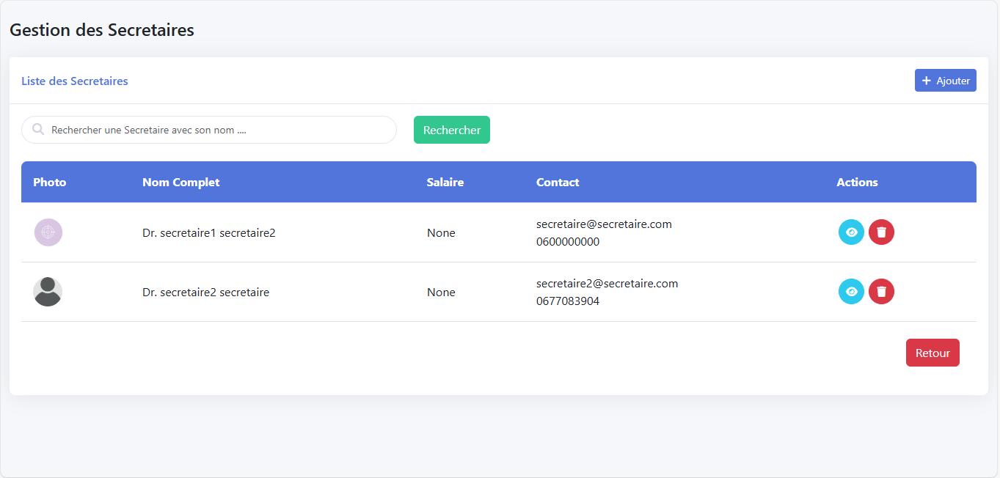 Gestion des Secretaires
Liste des Secretaires
Ajouter
Rechercher une Secretaire avec son nom ....
Rechercher
Photo Nom Complet Salaire Contact Actions
Dr. secretaire1 secretaire2 None secretaire@secretaire.com
0600000000
Dr. secretaire2 secretaire None secretaire2@secretaire.com
0677083904
Retour